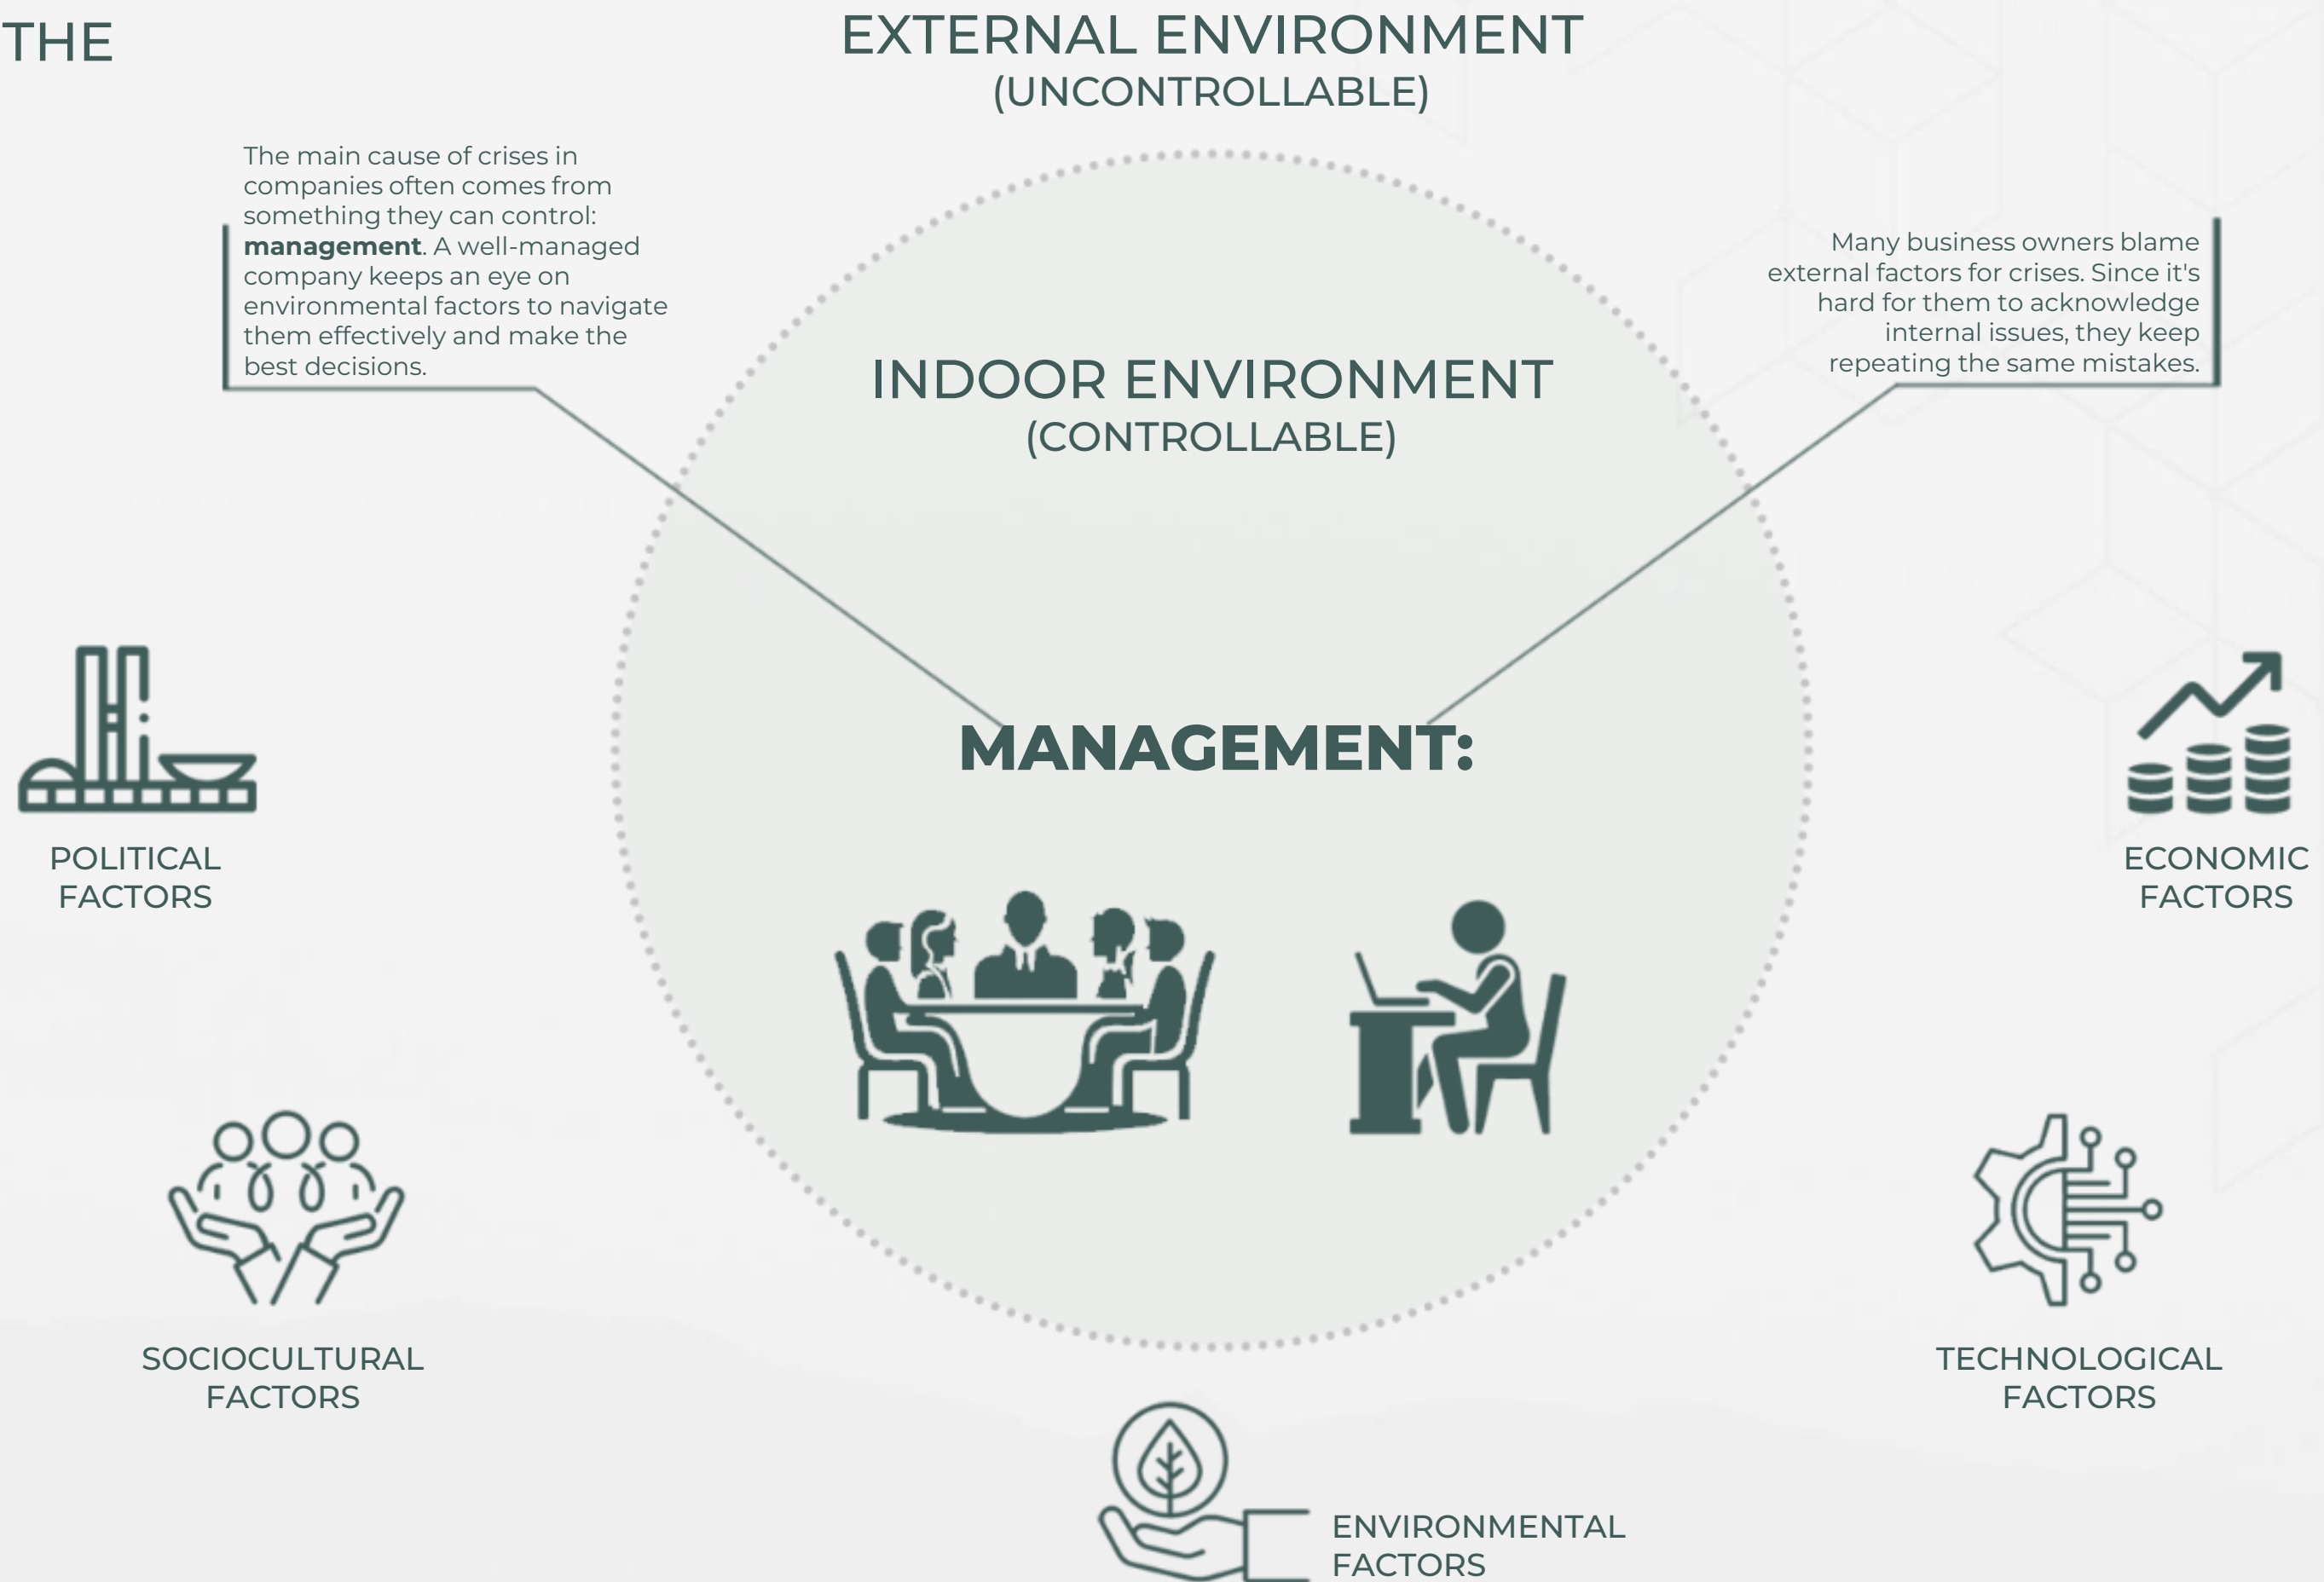 THE
EXTERNAL ENVIRONMENT
(UNCONTROLLABLE)
The main cause of crises in
companies often comes from
something they can control:
management. A well-managed
company keeps an eye on
environmental factors to navigate
them effectively and make the
best decisions.
Many business owners blame
external factors for crises. Since it's
hard for them to acknowledge
internal issues, they keep
repeating the same mistakes.
INDOOR ENVIRONMENT
(CONTROLLABLE)
MANAGEMENT:
POLITICAL
FACTORS
ECONOMIC
FACTORS
SOCIOCULTURAL
FACTORS
TECHNOLOGICAL
FACTORS
ENVIRONMENTAL
FACTORS